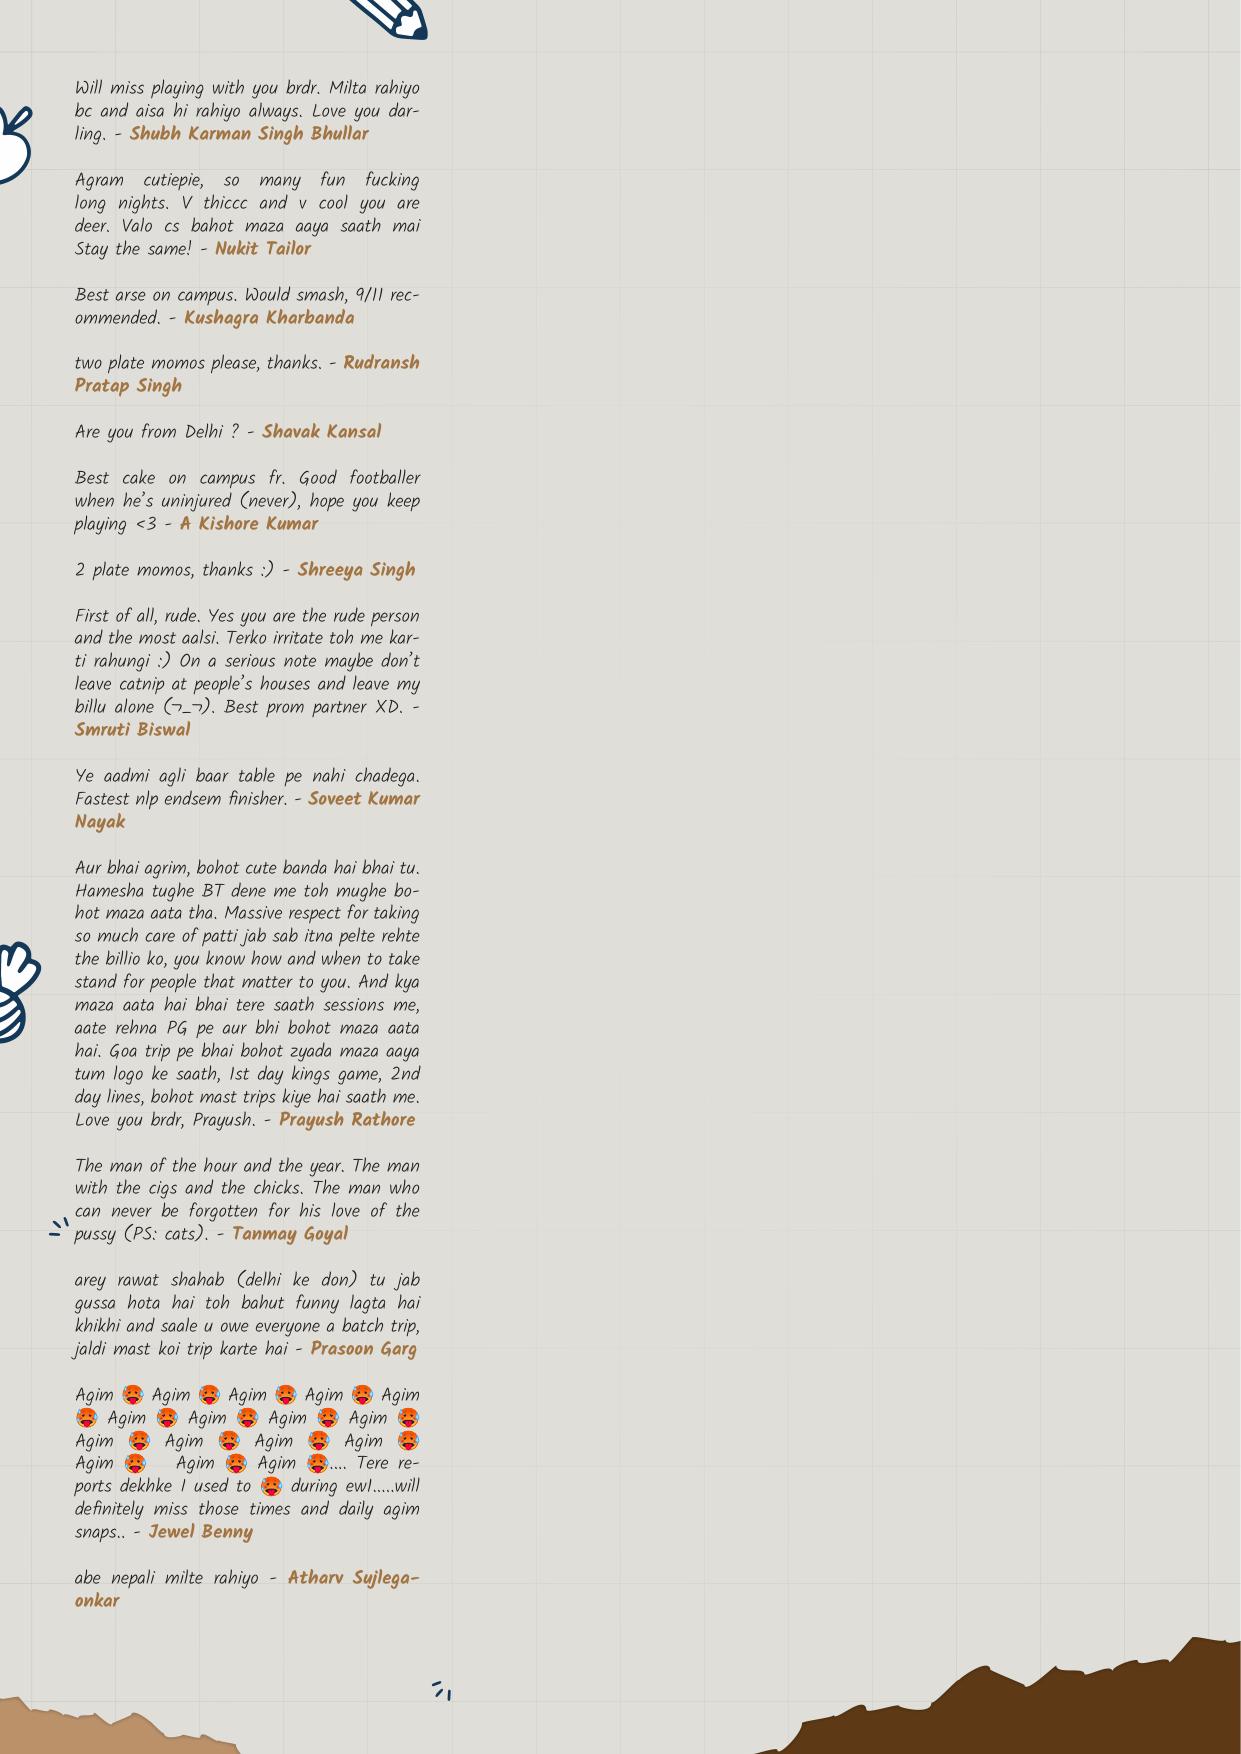 Will miss playing with you brdr. Milta rahiyo
bc and aisa hi rahiyo always. Love you dar-
ling. - Shubh Karman Singh Bhullar
Agram cutiepie, so many fun fucking
long nights. V thiccc and v cool you are
deer. Valo cs bahot maza aaya saath mai
Stay the same! - Nukit Tailor
Best arse on campus. Would smash, 9/11 rec-
ommended. - Kushagra Kharbanda
two plate momos please, thanks. - Rudransh
Pratap Singh
Are you from Delhi ? - Shavak Kansal
Best cake on campus fr. Good footballer
when he's uninjured (never), hope you keep
playing <3 - A Kishore Kumar
2 plate momos, thanks :) - Shreeya Singh
First of all, rude. Yes you are the rude person
and the most aalsi. Terko irritate toh me kar-
ti rahungi :) On a serious note maybe don't
leave catnip at people's houses and leave my
billu alone (¬_¬). Best prom partner XD. -
Smruti Biswal
Ye aadmi agli baar table pe nahi chadega.
Fastest nlp endsem finisher. - Soveet Kumar
Nayak
Aur bhai agrim, bohot cute banda hai bhai tu.
Hamesha tughe BT dene me toh mughe bo-
hot maza aata tha. Massive respect for taking
so much care of patti jab sab itna pelte rehte
the billio ko, you know how and when to take
stand for people that matter to you. And kya
maza aata hai bhai tere saath sessions me,
aate rehna PG pe aur bhi bohot maza aata
hai. Goa trip pe bhai bohot zyada maza aaya
tum logo ke saath, 1st day kings game, 2nd
day lines, bohot mast trips kiye hai saath me.
Love you brdr, Prayush. - Prayush Rathore
The man of the hour and the year. The man
with the cigs and the chicks. The man who
can never be forgotten for his love of the
pussy (PS: cats). - Tanmay Goyal
arey rawat shahab (delhi ke don) tu jab
gussa hota hai toh bahut funny lagta hai
khikhi and saale u owe everyone a batch trip,
jaldi mast koi trip karte hai - Prasoon Garg
Agim 🥵 Agim 🥵 Agim 🥵 Agim 🥵 Agim
🥵 Agim 🥵 Agim 🥵 Agim 🥵 Agim 🥵
Agim 🥵 Agim 🥵 Agim 🥵 Agim 🥵
Agim 🥵 Agim 🥵 Agim 🥵.... Tere re-
ports dekhke I used to 🥵 during ew1.....will
definitely miss those times and daily agim
snaps.. - Jewel Benny
abe nepali milte rahiyo - Atharv Sujlega-
onkar